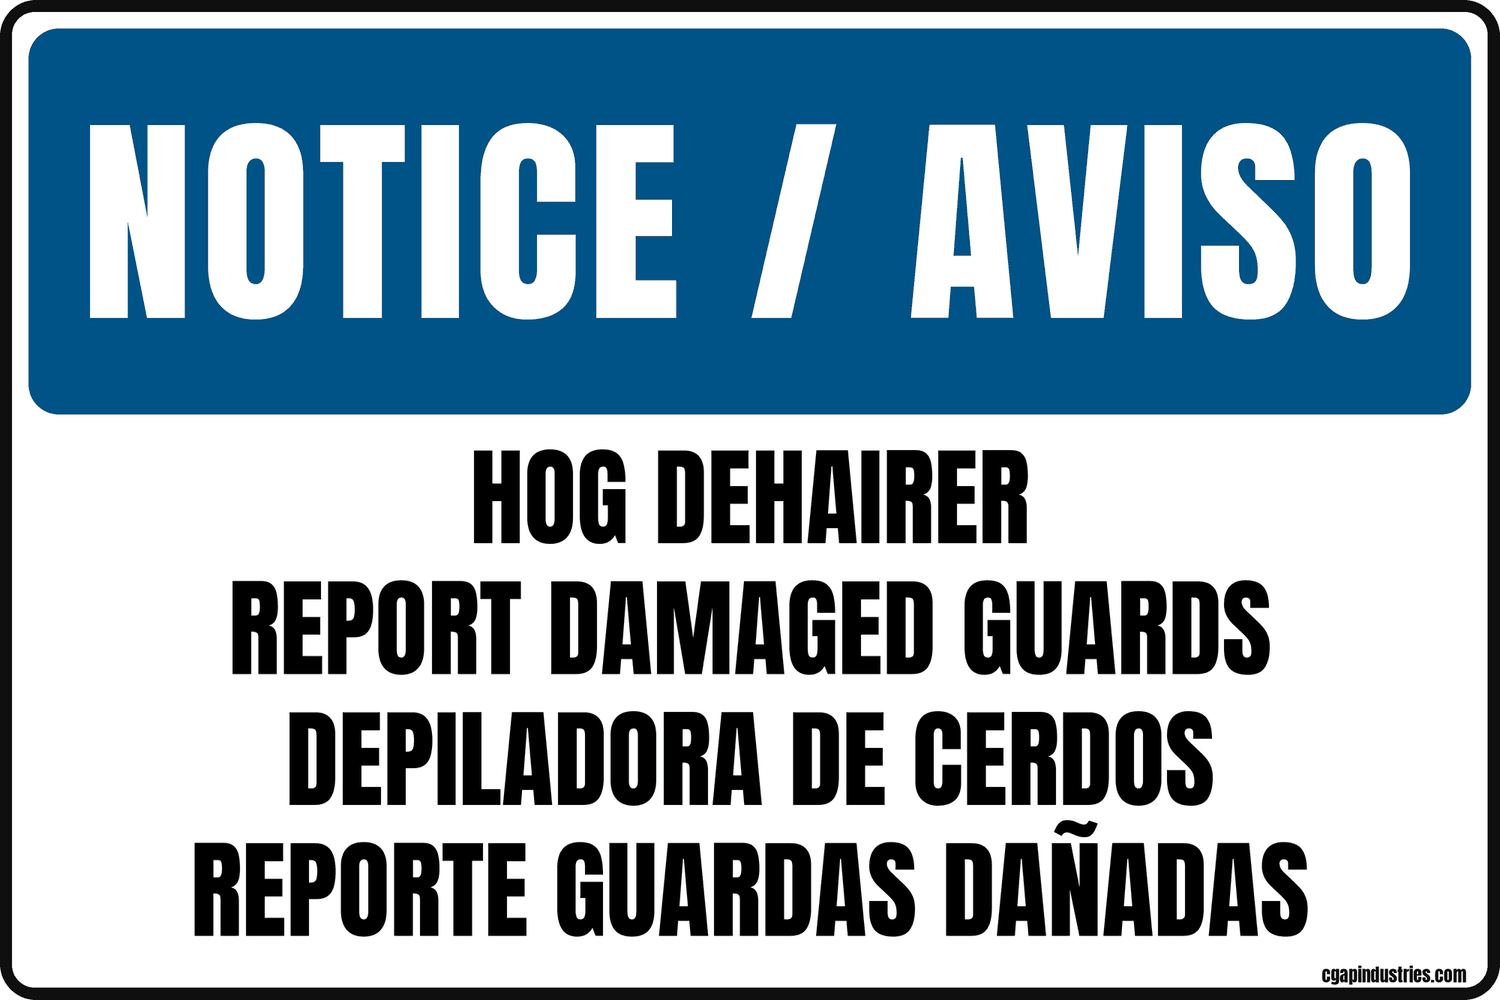 NOTICE / AVISO
HOG DEHAIRER
REPORT DAMAGED GUARDS
DEPILADORA DE CERDOS
REPORTE GUARDAS DAÑADAS
cgapindustries.com